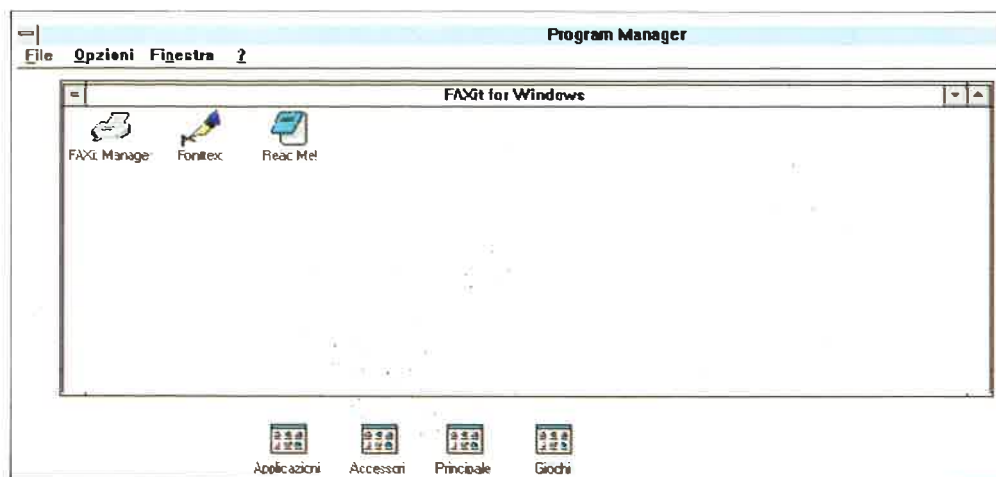 Program Manager
File Opzioni Finestra ?
FAXit for Windows
FAXit Manager Fonttex Read Me!
Applicazioni Accessori Principale Giochi